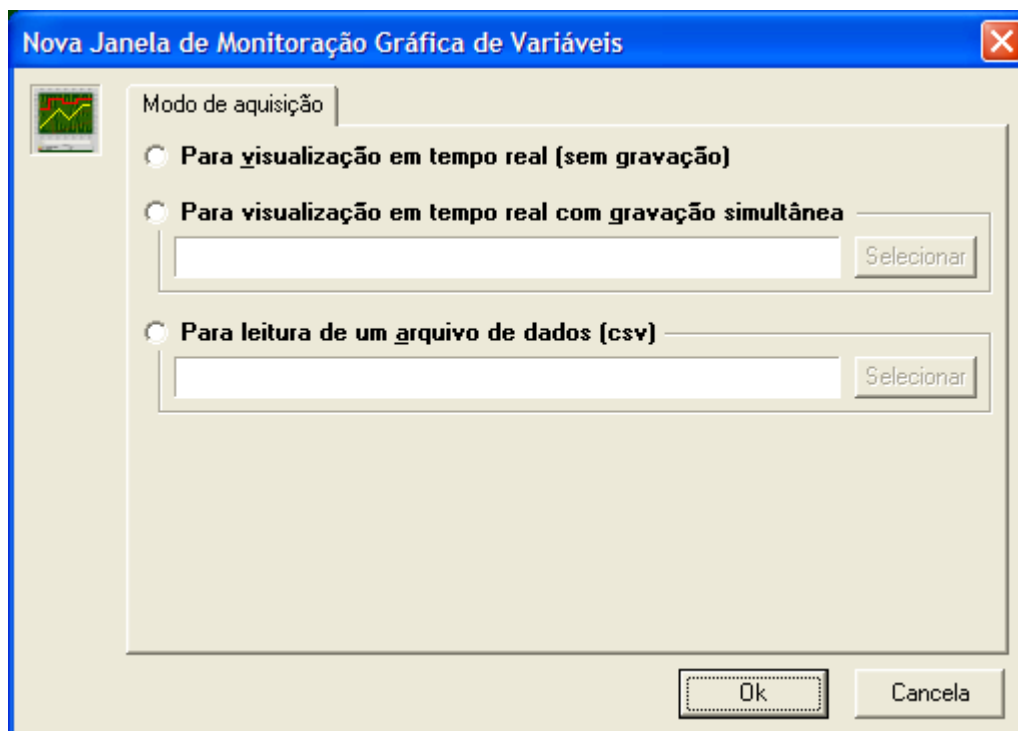 Nova Janela de Monitoração Gráfica de Variáveis
Modo de aquisição
Para visualização em tempo real (sem gravação)
Para visualização em tempo real com gravação simultânea
Selecionar
Para leitura de um arquivo de dados (csv)
Selecionar
Ok
Cancela